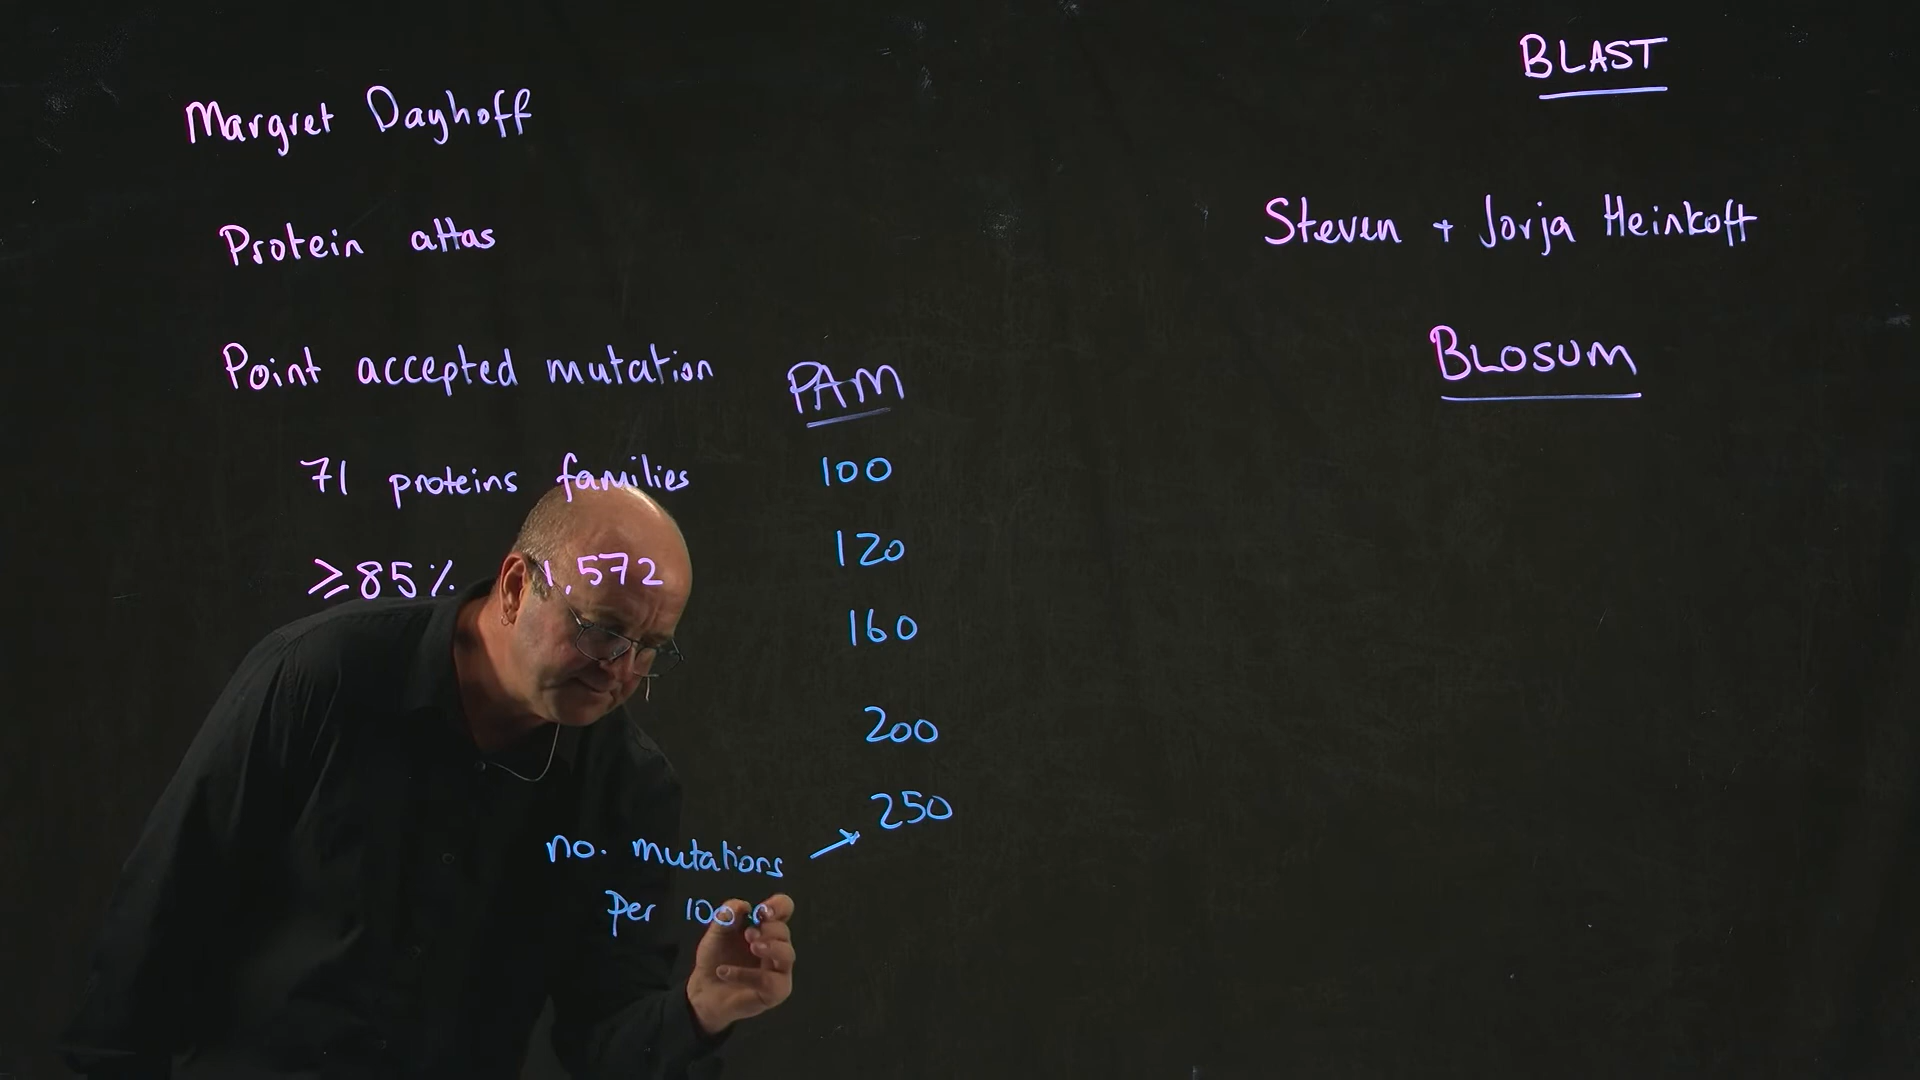 Margret Dayhoff
Protein atlas
Point accepted mutation PAM
71 proteins families 100
≥85% 1,572 120
160
200
250
no. mutations
Per 100
BLAST
Steven + Jorja Heinkoff
BLOSUM